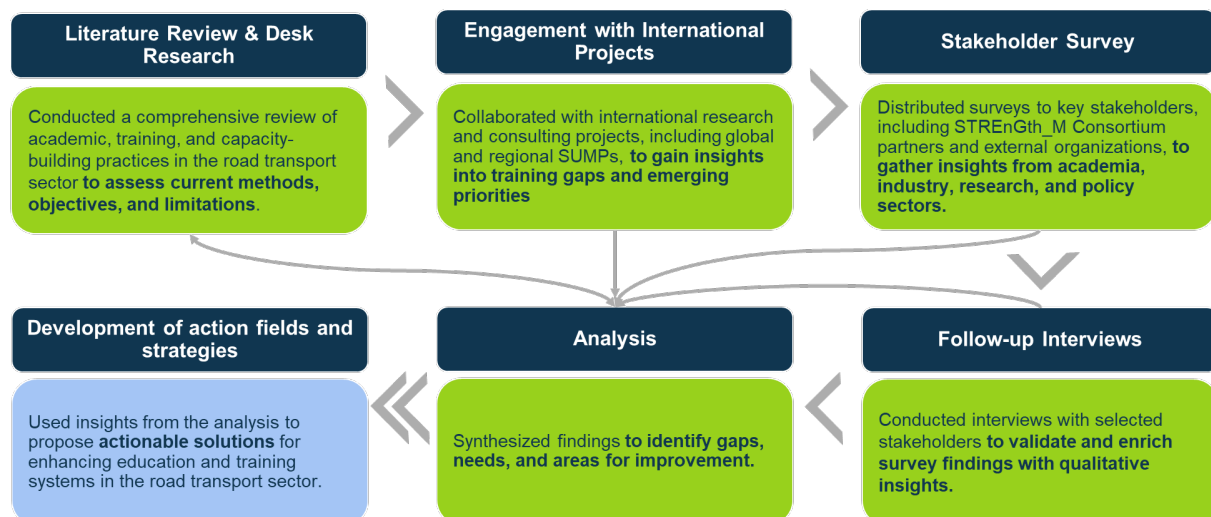 Literature Review & Desk
Research
Conducted a comprehensive review of
academic, training, and capacity-
building practices in the road transport
sector to assess current methods,
objectives, and limitations.
Engagement with International
Projects
Collaborated with international research
and consulting projects, including global
and regional SUMPs, to gain insights
into training gaps and emerging
priorities
Stakeholder Survey
Distributed surveys to key stakeholders,
including STREnGth_M Consortium
partners and external organizations, to
gather insights from academia,
industry, research, and policy
sectors.
Development of action fields and
strategies
Used insights from the analysis to
propose actionable solutions for
enhancing education and training
systems in the road transport sector.
Analysis
Synthesized findings to identify gaps,
needs, and areas for improvement.
Follow-up Interviews
Conducted interviews with selected
stakeholders to validate and enrich
survey findings with qualitative
insights.